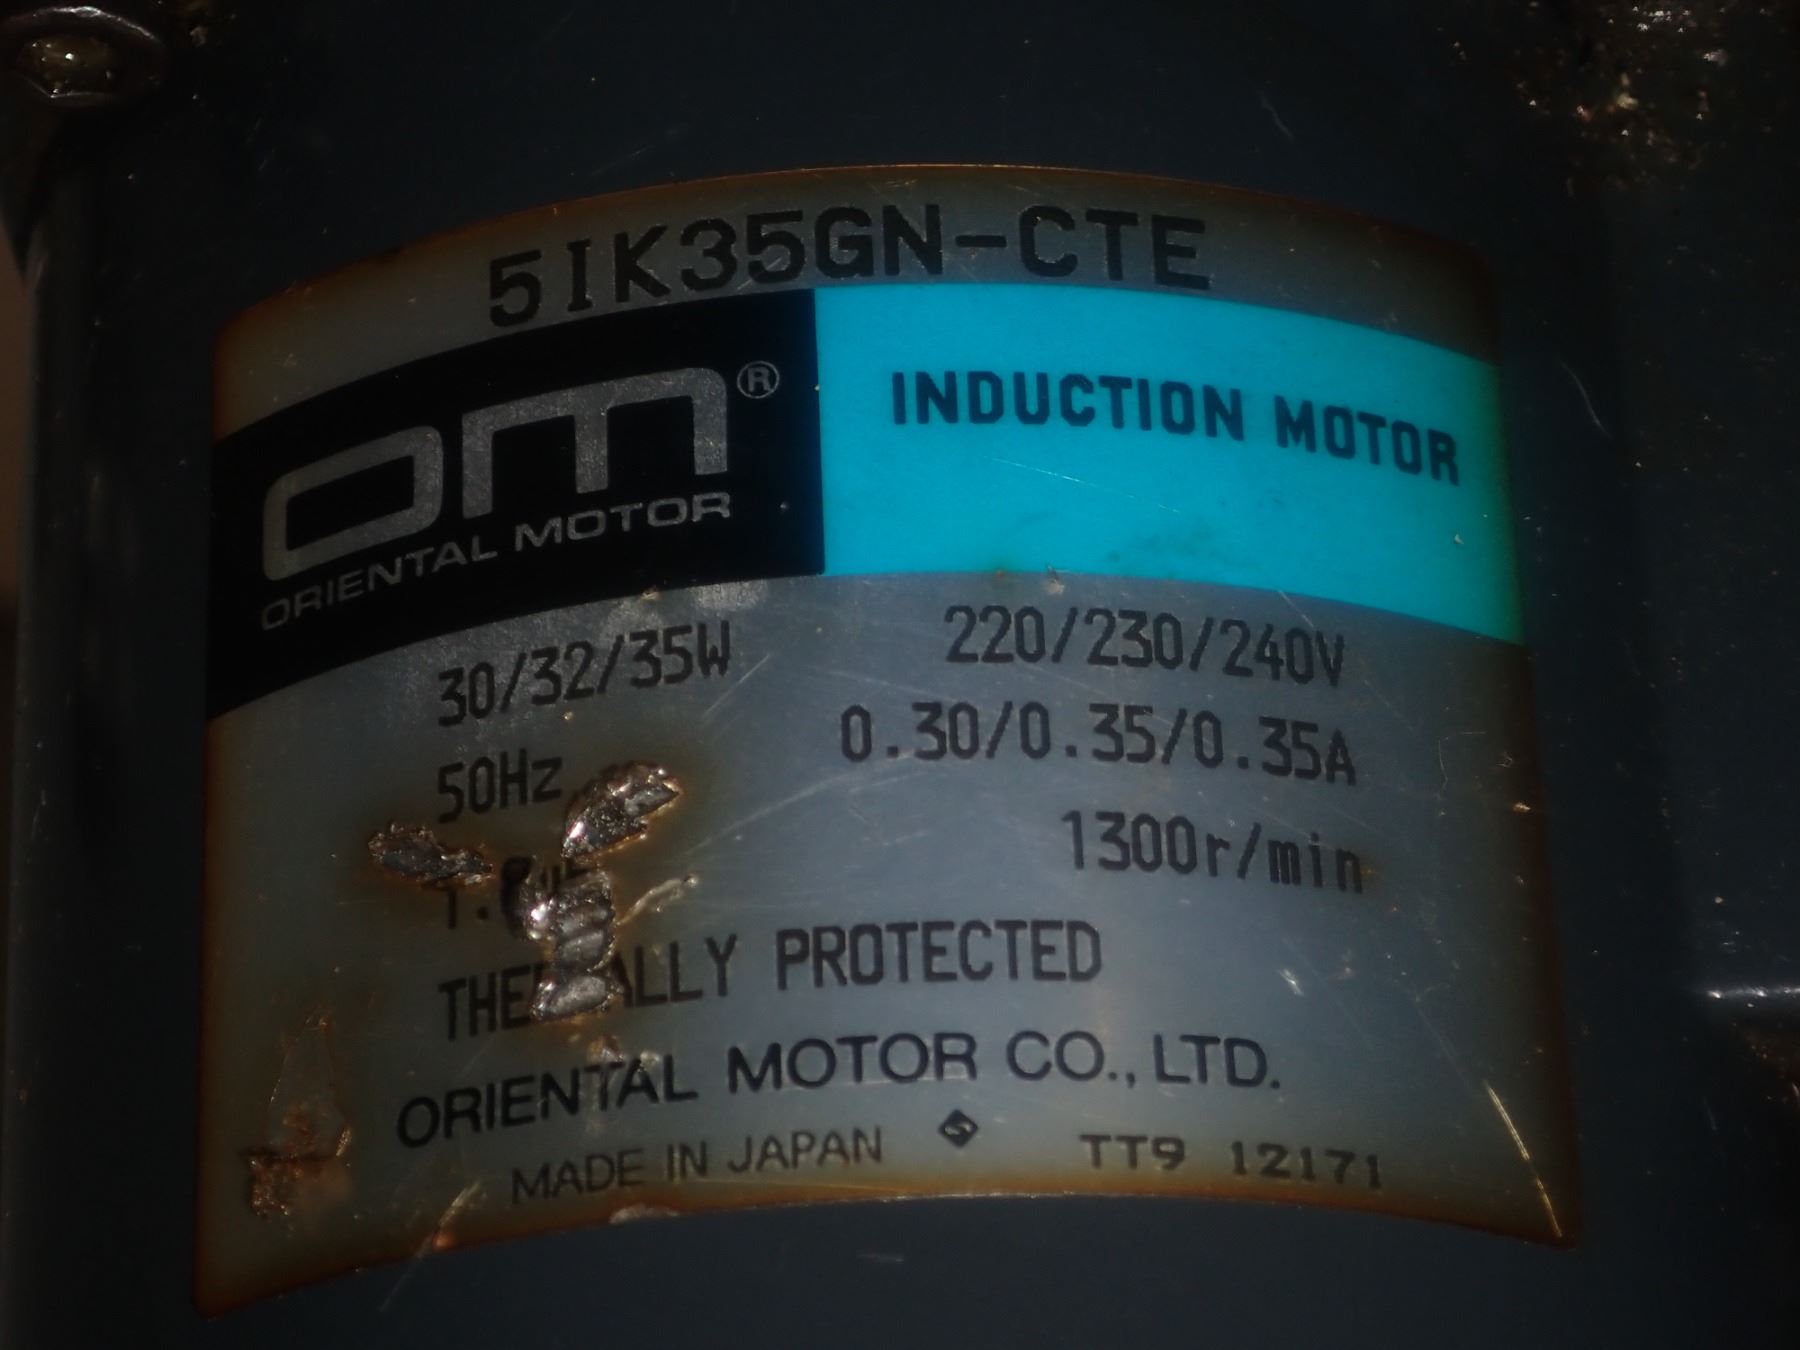 5IK35GN-CTE
om®
ORIENTAL MOTOR
INDUCTION MOTOR
30/32/35W 220/230/240V
50Hz 0.30/0.35/0.35A
1300r/min
PROTECTED
ORIENTAL MOTOR CO., LTD.
MADE IN JAPAN TT9 12171